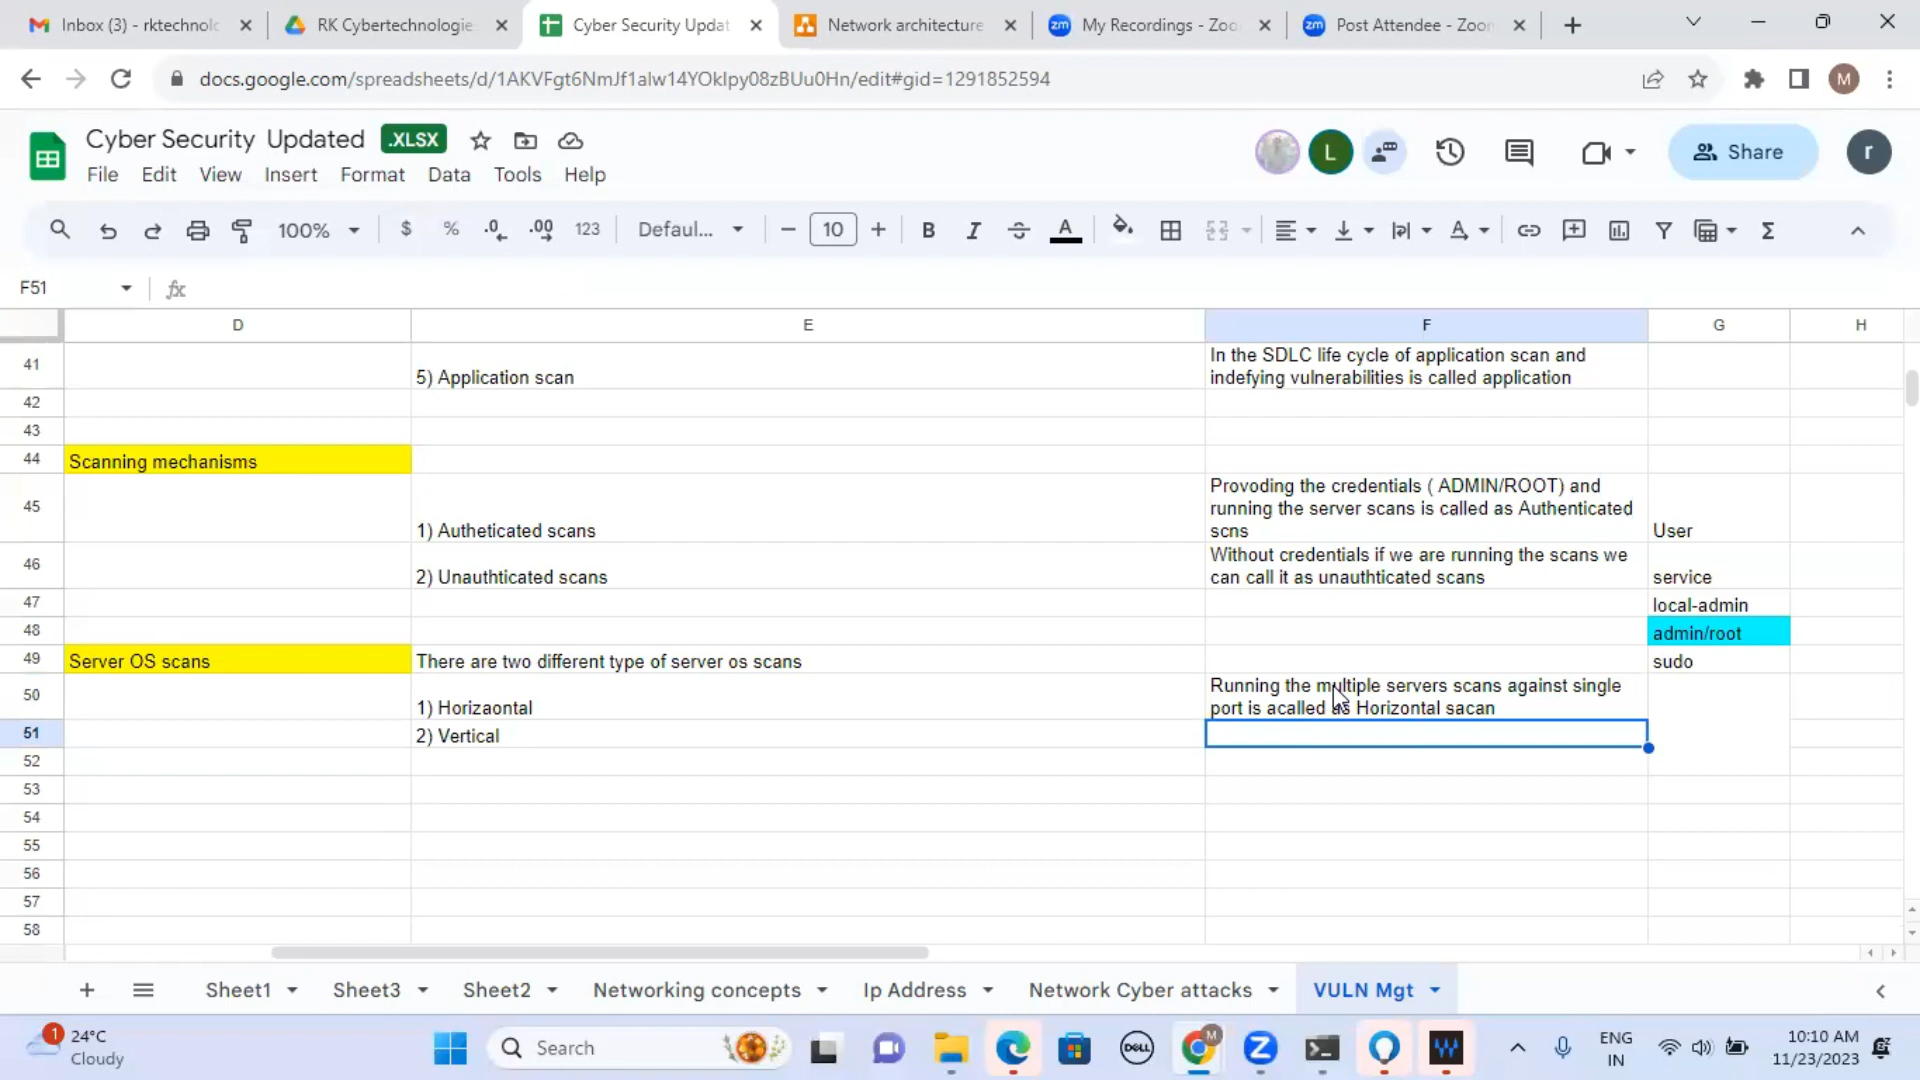 Inbox (3) - rktechnolo
RK Cybertechnologie
Cyber Security Updat
Network architecture
My Recordings - Zoo
Post Attendee - Zoom
docs.google.com/spreadsheets/d/1AKVFgt6NmJf1alw14YOkIpy08zBUu0Hn/edit#gid=1291852594
M
Cyber Security Updated
.XLSX
L
Share
r
File Edit View Insert Format Data Tools Help
100% $ % .0 .00 123 Defaul... 10 B I A
F51
fx
D E F G H
41 5) Application scan
In the SDLC life cycle of application scan and
indefying vulnerabilities is called application
42
43
44 Scanning mechanisms
45 1) Autheticated scans
Provoding the credentials ( ADMIN/ROOT) and
running the server scans is called as Authenticated
scns
User
46 2) Unauthticated scans
Without credentials if we are running the scans we
can call it as unauthticated scans
service
47 local-admin
48 admin/root
49 Server OS scans There are two different type of server os scans sudo
50 1) Horizaontal
Running the multiple servers scans against single
port is acalled as Horizontal sacan
51 2) Vertical
52
53
54
55
56
57
58
Sheet1 Sheet3 Sheet2 Networking concepts Ip Address Network Cyber attacks VULN Mgt
1
24°C
Cloudy
Search
DELL
M
ENG
IN
10:10 AM
11/23/2023